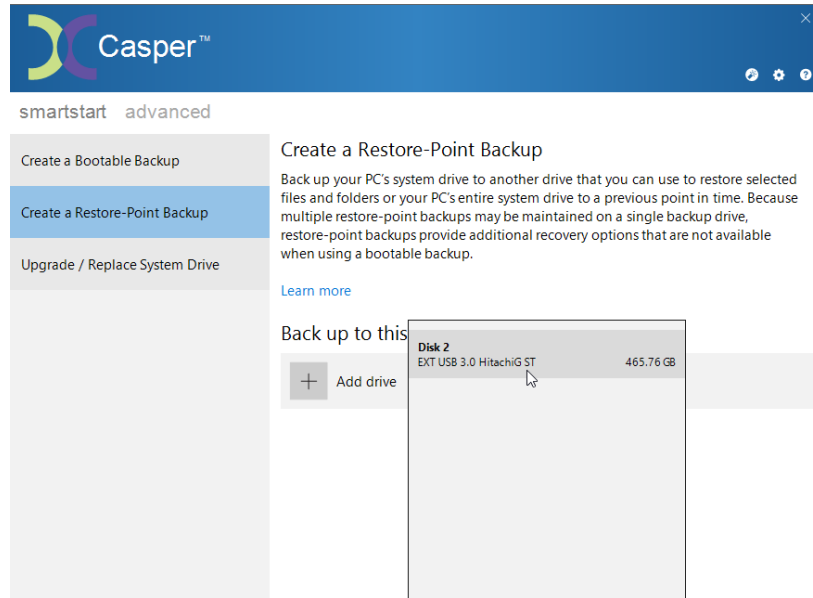 Casper™
smartstart advanced
Create a Bootable Backup
Create a Restore-Point Backup
Upgrade / Replace System Drive
Create a Restore-Point Backup
Back up your PC's system drive to another drive that you can use to restore selected
files and folders or your PC's entire system drive to a previous point in time. Because
multiple restore-point backups may be maintained on a single backup drive,
restore-point backups provide additional recovery options that are not available
when using a bootable backup.
Learn more
Back up to this
Add drive
Disk 2
EXT USB 3.0 HitachiG ST 465.76 GB